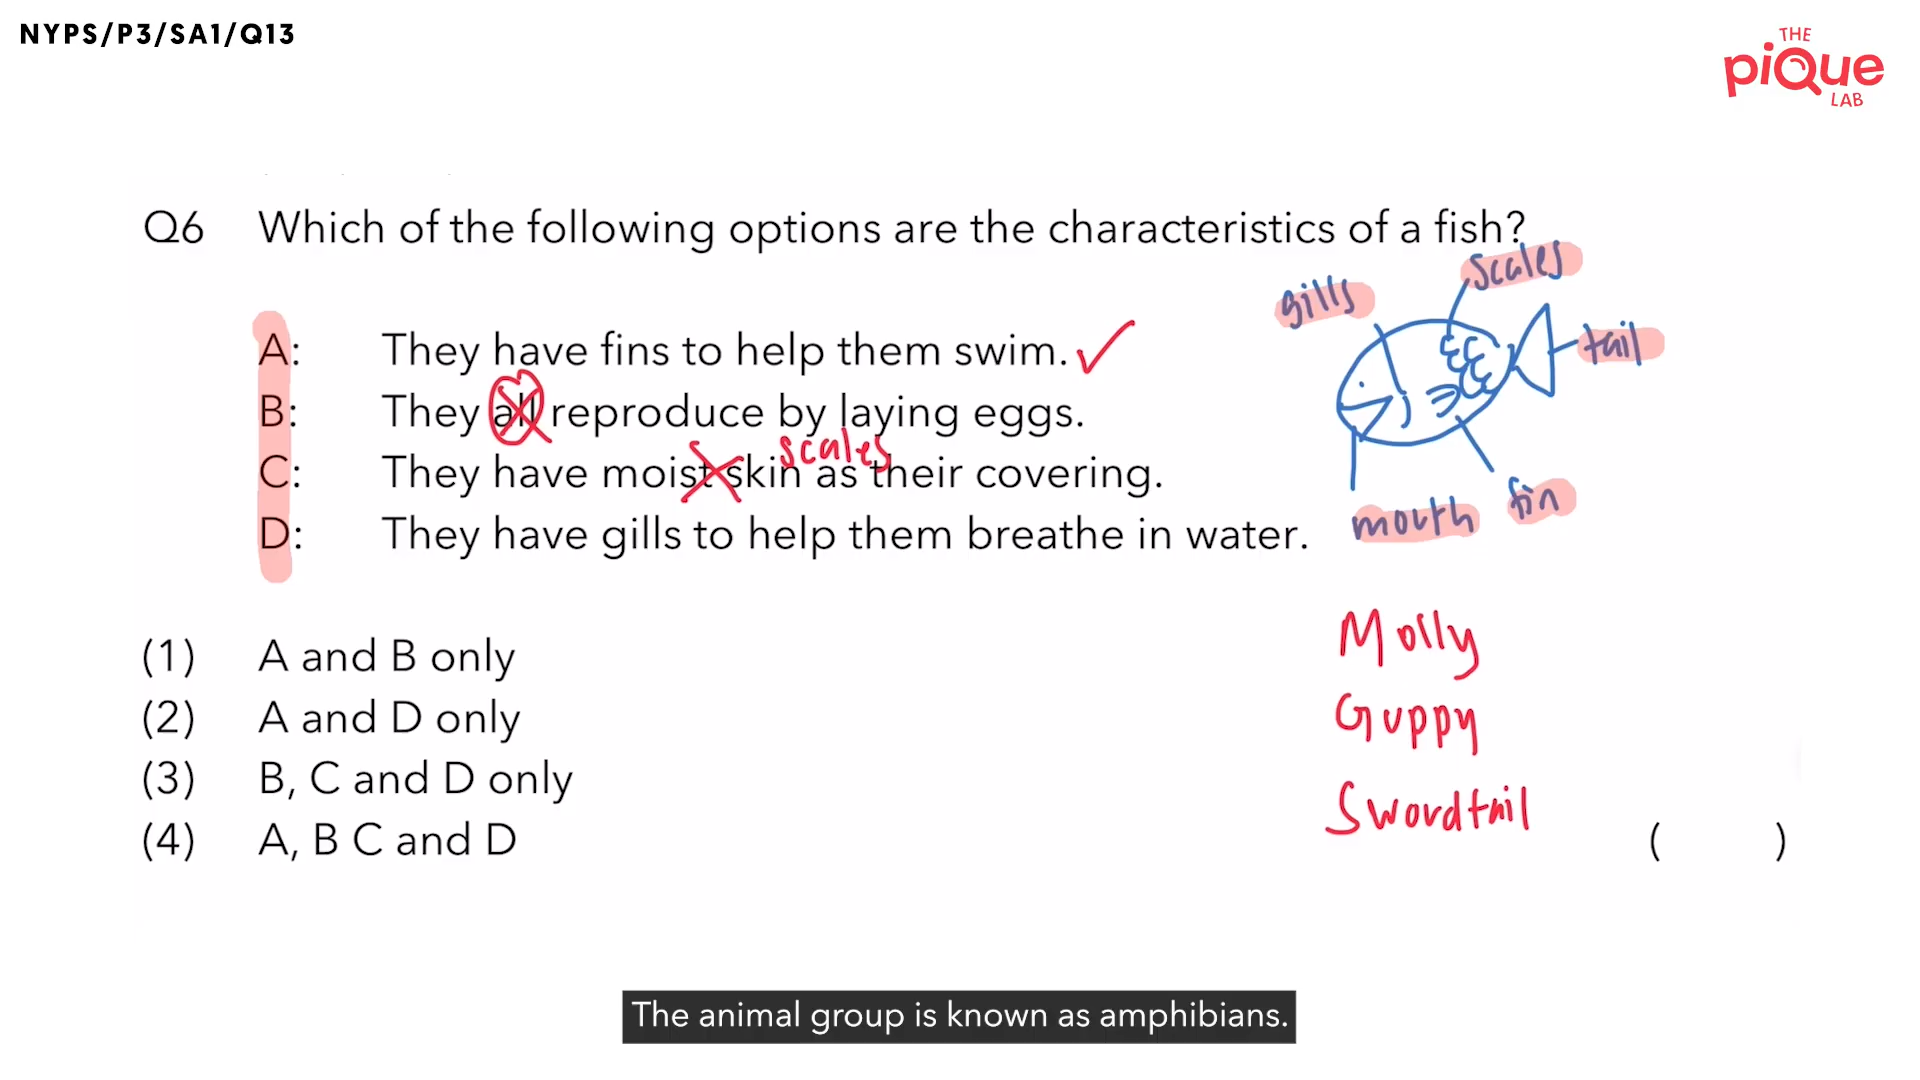 NYPS/P3/SA1/Q13
THE
piQue
LAB
Q6 Which of the following options are the characteristics of a fish?
scales
gills
A: They have fins to help them swim.
tail
B: They all reproduce by laying eggs.
scales
C: They have moist skin as their covering.
D: They have gills to help them breathe in water.
mouth fin
Molly
(1) A and B only
(2) A and D only
Guppy
(3) B, C and D only
Swordtail
(4) A, B C and D ( )
The animal group is known as amphibians.